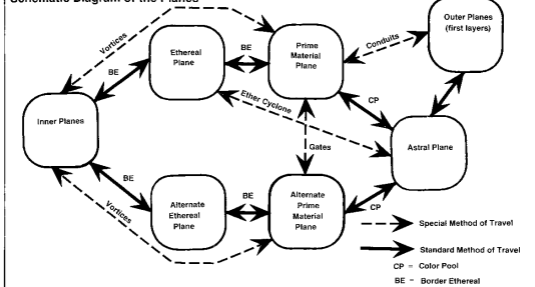 Schematic Diagram of the Planes
Vortices
Ethereal
Plane
BE
Prime
Material
Plane
Conduits
Outer Planes
(first layers)
BE
CP
Ether Cyclone
Inner Planes
Gates
Astral Plane
BE
Vortices
Alternate
Ethereal
Plane
BE
Alternate
Prime
Material
Plane
CP
Special Method of Travel
Standard Method of Travel
CP = Color Pool
BE = Border Ethereal